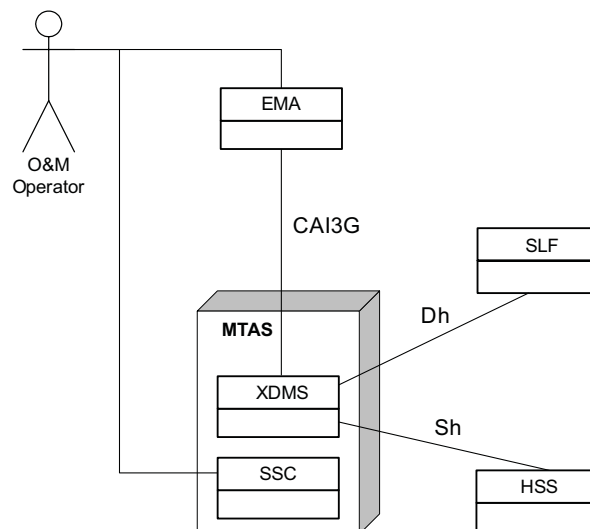 EMA
O&M
Operator
CAI3G
SLF
Dh
MTAS
XDMS
Sh
SSC
HSS